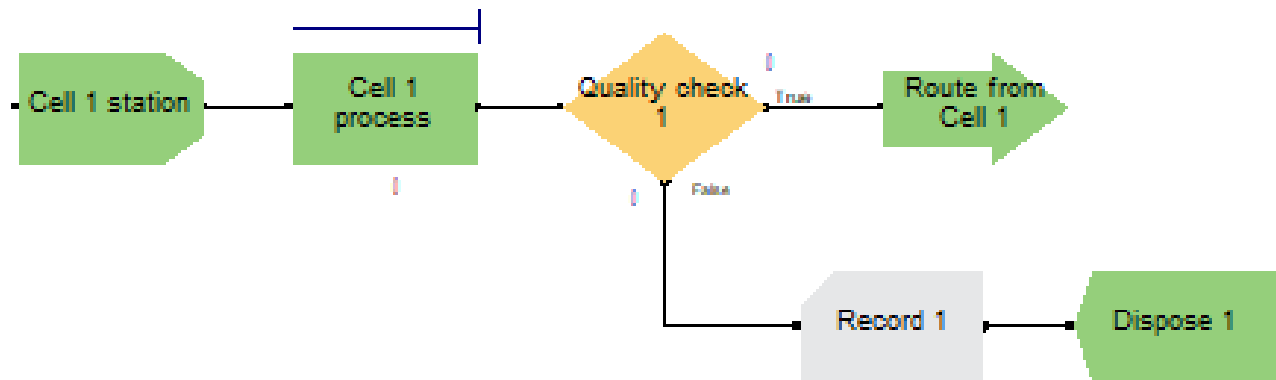 Cell 1 station
Cell 1
process
Quality check
1
True
Route from
Cell 1
False
Record 1
Dispose 1